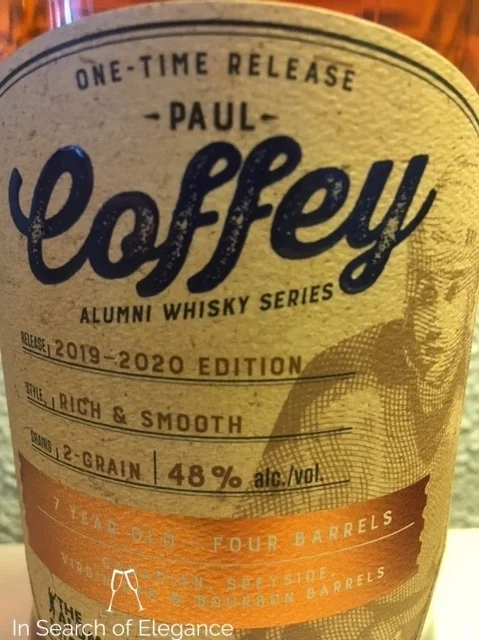 ONE-TIME RELEASE
-PAUL-
Coffey
ALUMNI WHISKY SERIES
RELEASE 2019-2020 EDITION
STYLE RICH & SMOOTH
GRAINS 2-GRAIN | 48% alc./vol.
7 YEAR OLD - FOUR BARRELS
SPEYSIDE,
& BOURBON BARRELS
THE
In Search of Elegance